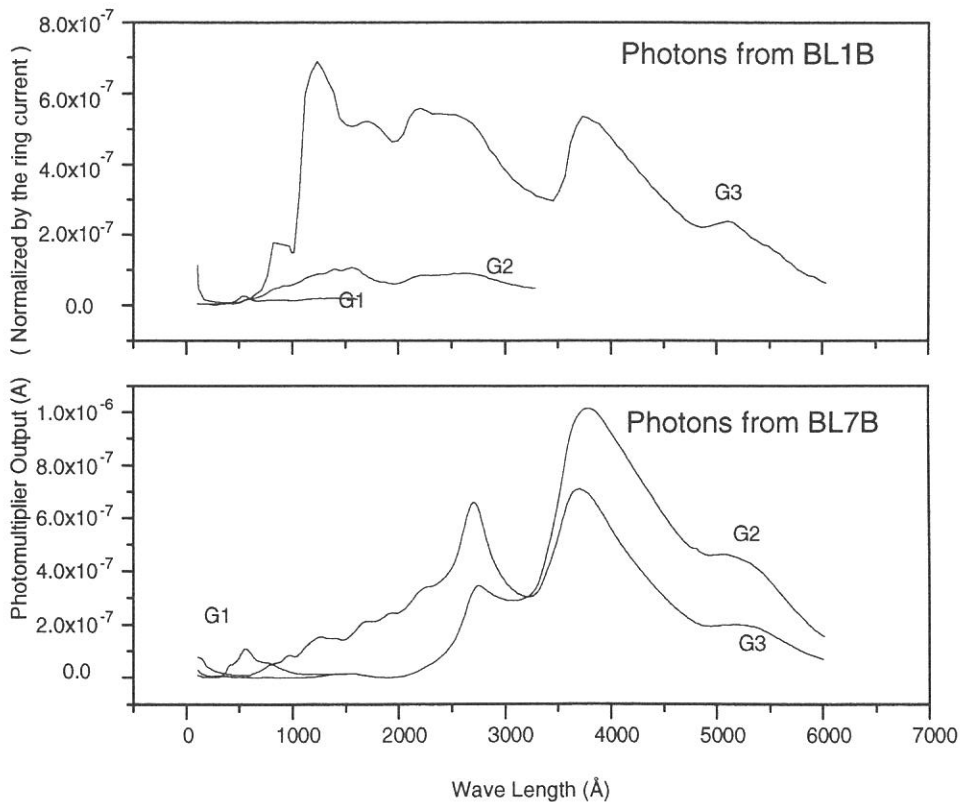 ( Normalized by the ring current )
Photomultiplier Output (A)
8.0x10⁻⁷
6.0x10⁻⁷
4.0x10⁻⁷
2.0x10⁻⁷
0.0
Photons from BL1B
G3
G2
G1
1.0x10⁻⁶
8.0x10⁻⁷
6.0x10⁻⁷
4.0x10⁻⁷
2.0x10⁻⁷
0.0
Photons from BL7B
G2
G1
G3
0 1000 2000 3000 4000 5000 6000 7000
Wave Length (Å)